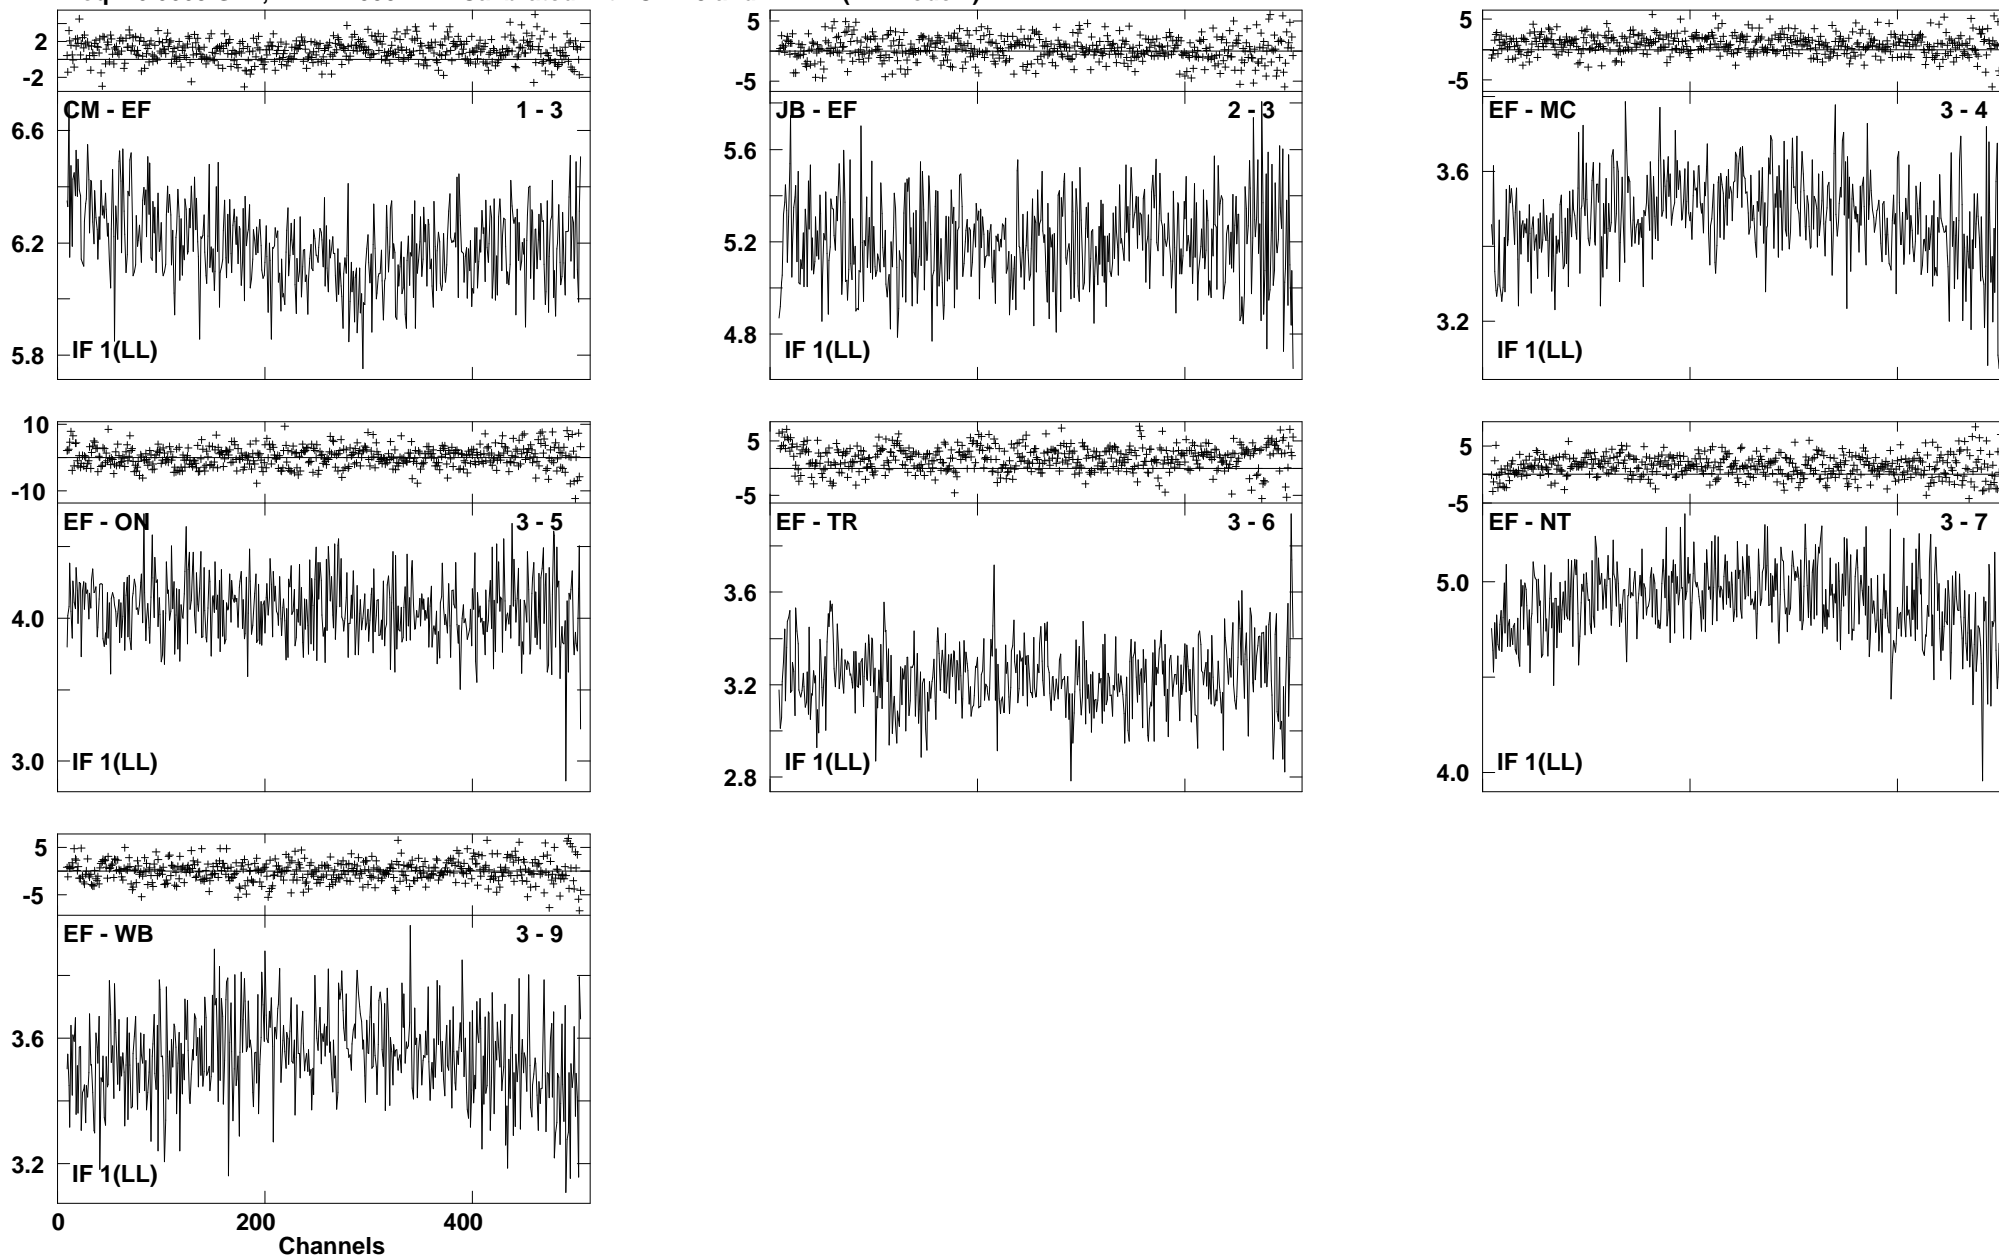 2
-2
CM - EF
1 - 3
6.6
6.2
5.8
IF 1(LL)
5
-5
JB - EF
2 - 3
5.6
5.2
4.8
IF 1(LL)
5
-5
EF - MC
3 - 4
3.6
3.2
IF 1(LL)
10
-10
EF - ON
3 - 5
4.0
3.0
IF 1(LL)
5
-5
EF - TR
3 - 6
3.6
3.2
2.8
IF 1(LL)
5
-5
EF - NT
3 - 7
5.0
4.0
IF 1(LL)
5
-5
EF - WB
3 - 9
3.6
3.2
IF 1(LL)
0 200 400
Channels